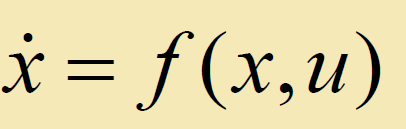 ẋ = f(x,u)